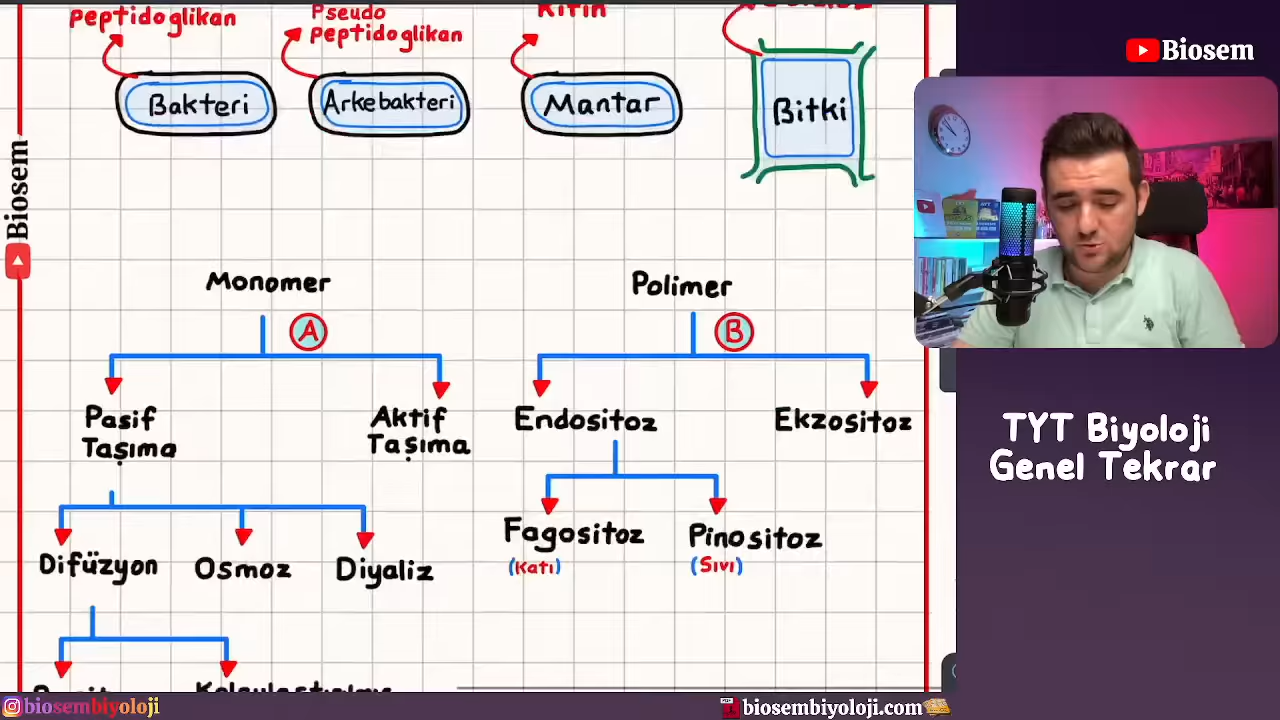 peptidoglikan
Pseudo
peptidoglikan
Kitin
Bakteri
Arkebakteri
Mantar
Bitki
Biosem
Biosem
Monomer
Polimer
A
B
Pasif
Taşıma
Aktif
Taşıma
Endositoz
Ekzositoz
Fagositoz
Pinositoz
(Katı)
(Sıvı)
Difüzyon
Osmoz
Diyaliz
TYT Biyoloji
Genel Tekrar
biosembiyoloji
biosembiyoloji.com